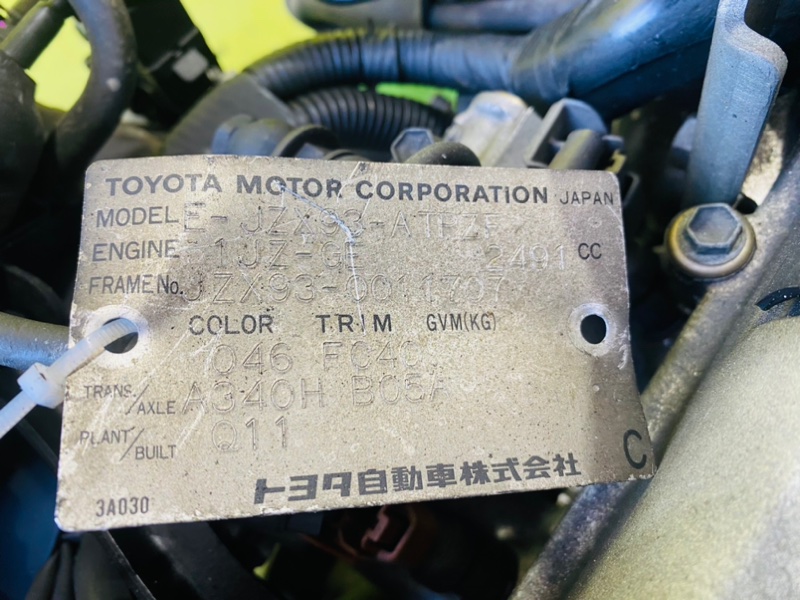 TOYOTA MOTOR CORPORATION JAPAN
MODEL E-JZX93-ATHZF
ENGINE 1JZ-GE 2491 CC
FRAME No. JZX93-
COLOR TRIM GVM(KG)
046 FC40
TRANS./AXLE A340H B05A
PLANT/BUILT Q11
C
トヨタ自動車株式会社
3A030